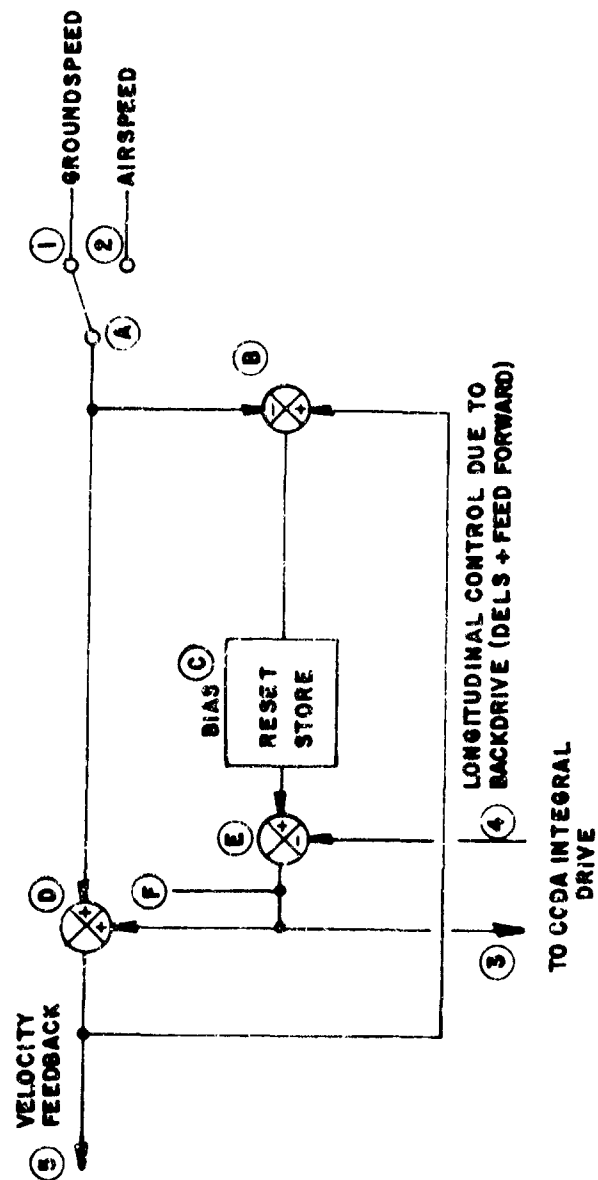 5
VELOCITY
FEEDBACK
D
A
1
GROUNDSPEED
2
AIRSPEED
F
E
+
-
BIAS
C
RESET
STORE
B
-
+
+
+
3
TO CCDA INTEGRAL
DRIVE
4
LONGITUDINAL CONTROL DUE TO
BACKDRIVE (DELS + FEED FORWARD)